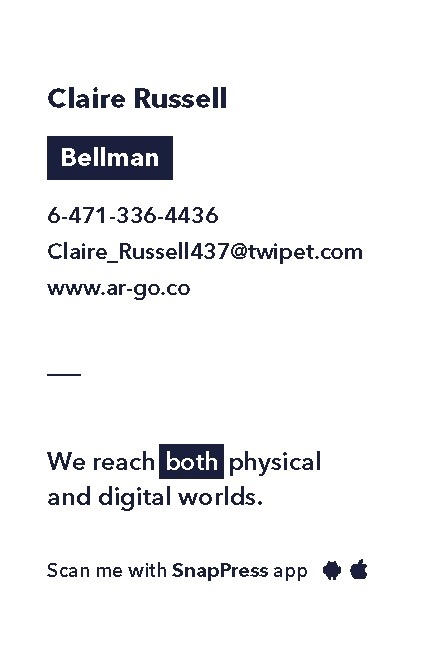 Claire Russell
Bellman
6-471-336-4436
Claire_Russell437@twipet.com
www.ar-go.co
We reach both physical
and digital worlds.
Scan me with SnapPress app